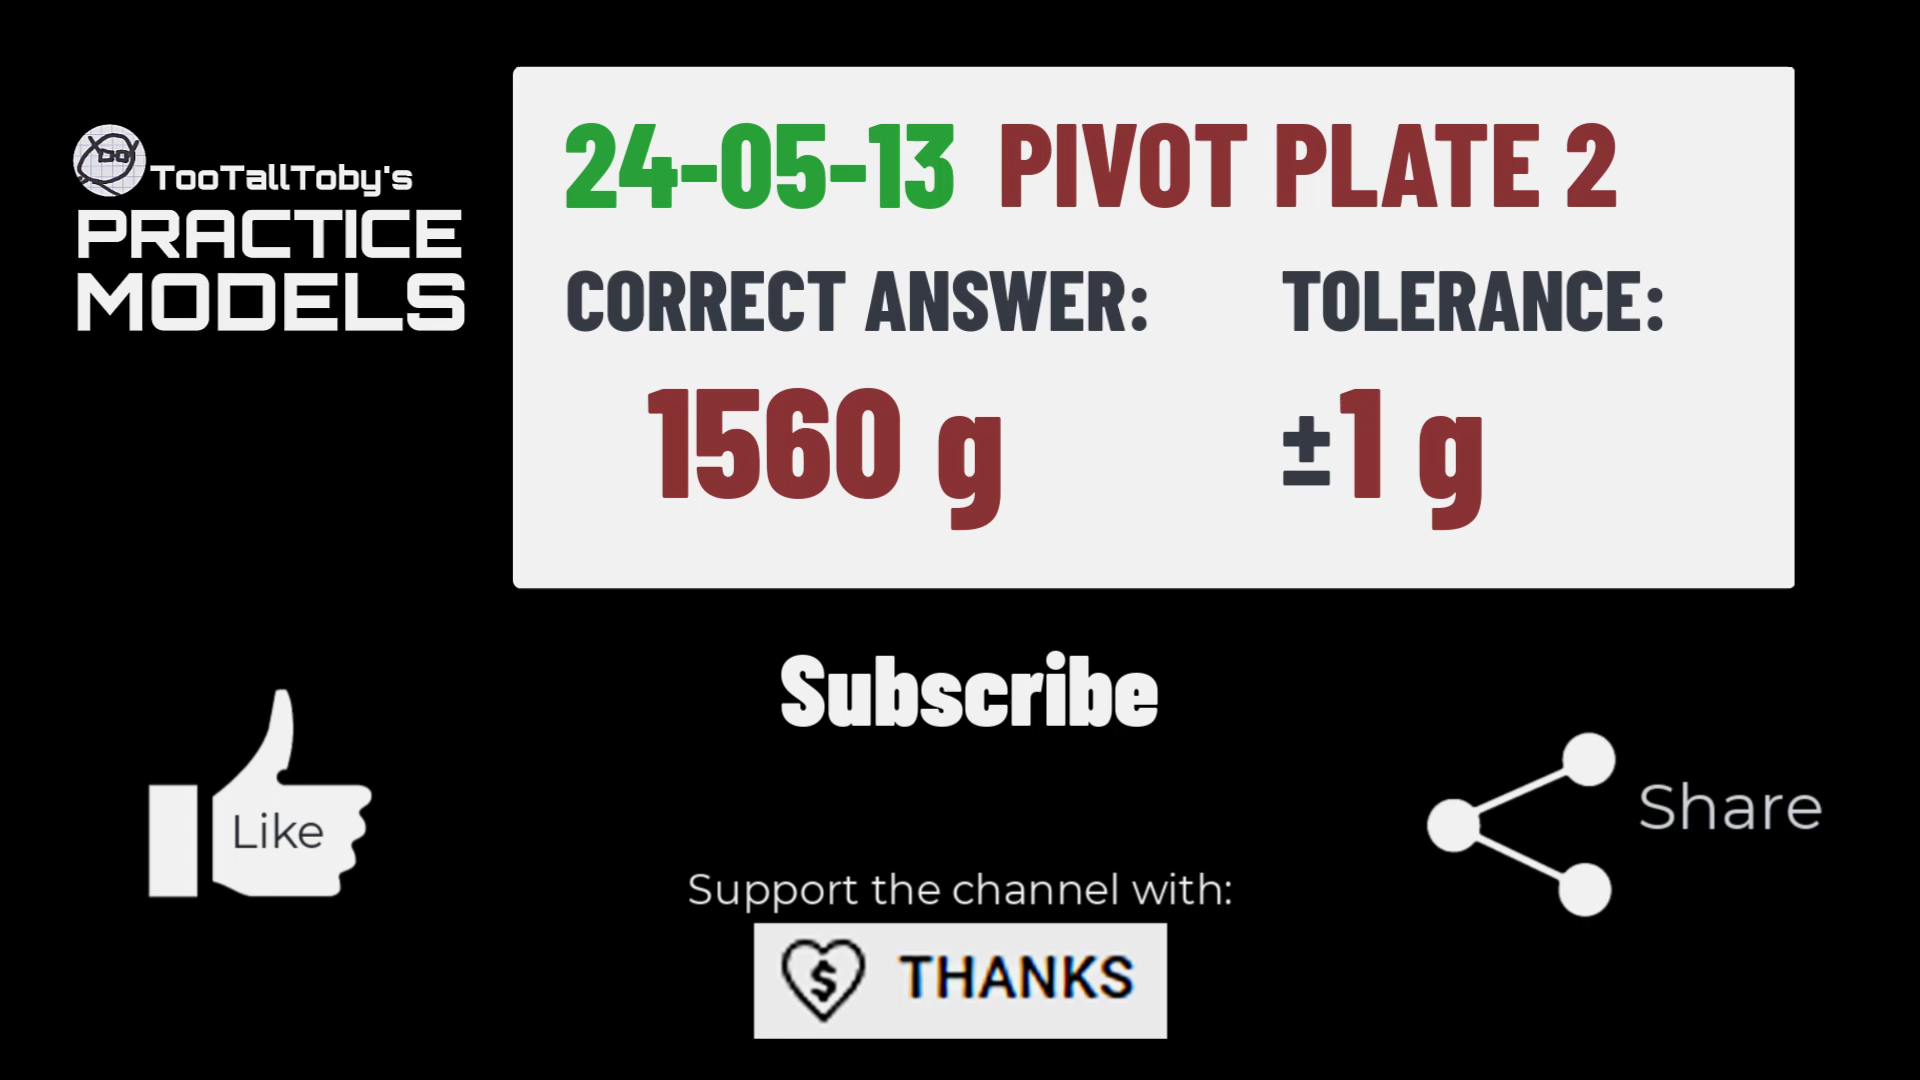 TooTallToby's
PRACTICE
MODELS
24-05-13 PIVOT PLATE 2
CORRECT ANSWER: TOLERANCE:
1560 g ±1 g
Subscribe
Like
Share
Support the channel with:
$ THANKS